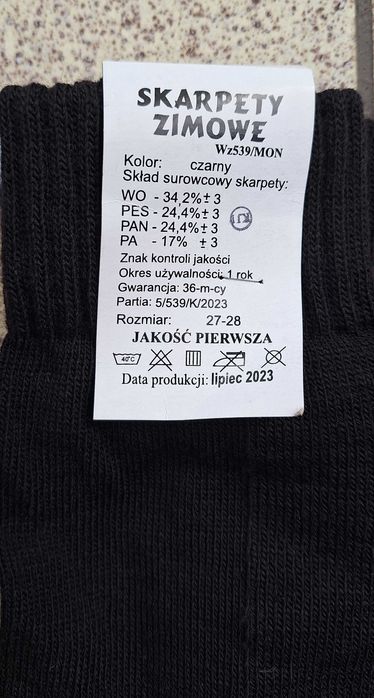 SKARPETY
ZIMOWE
Wz539/MON
Kolor: czarny
Skład surowcowy skarpety:
WO - 34,2%± 3
PES - 24,4%± 3
PAN - 24,4%± 3
PA - 17% ± 3
Znak kontroli jakości
Okres używalności: 1 rok
Gwarancja: 36-m-cy
Partia: 5/539/K/2023
Rozmiar: 27-28
JAKOŚĆ PIERWSZA
40°C
Data produkcji: lipiec 2023